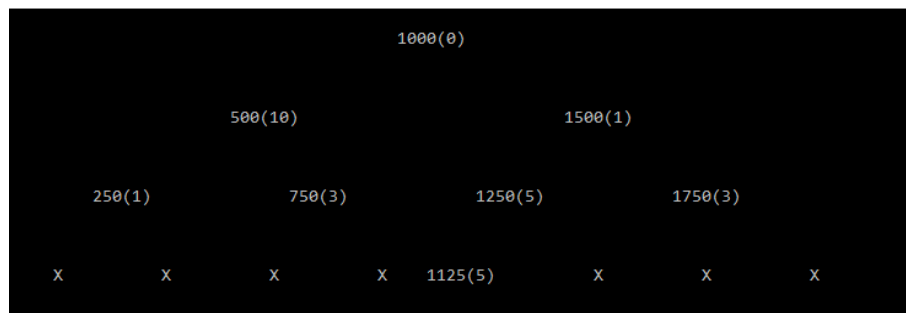 1000(0)
500(10) 1500(1)
250(1) 750(3) 1250(5) 1750(3)
X X X X 1125(5) X X X